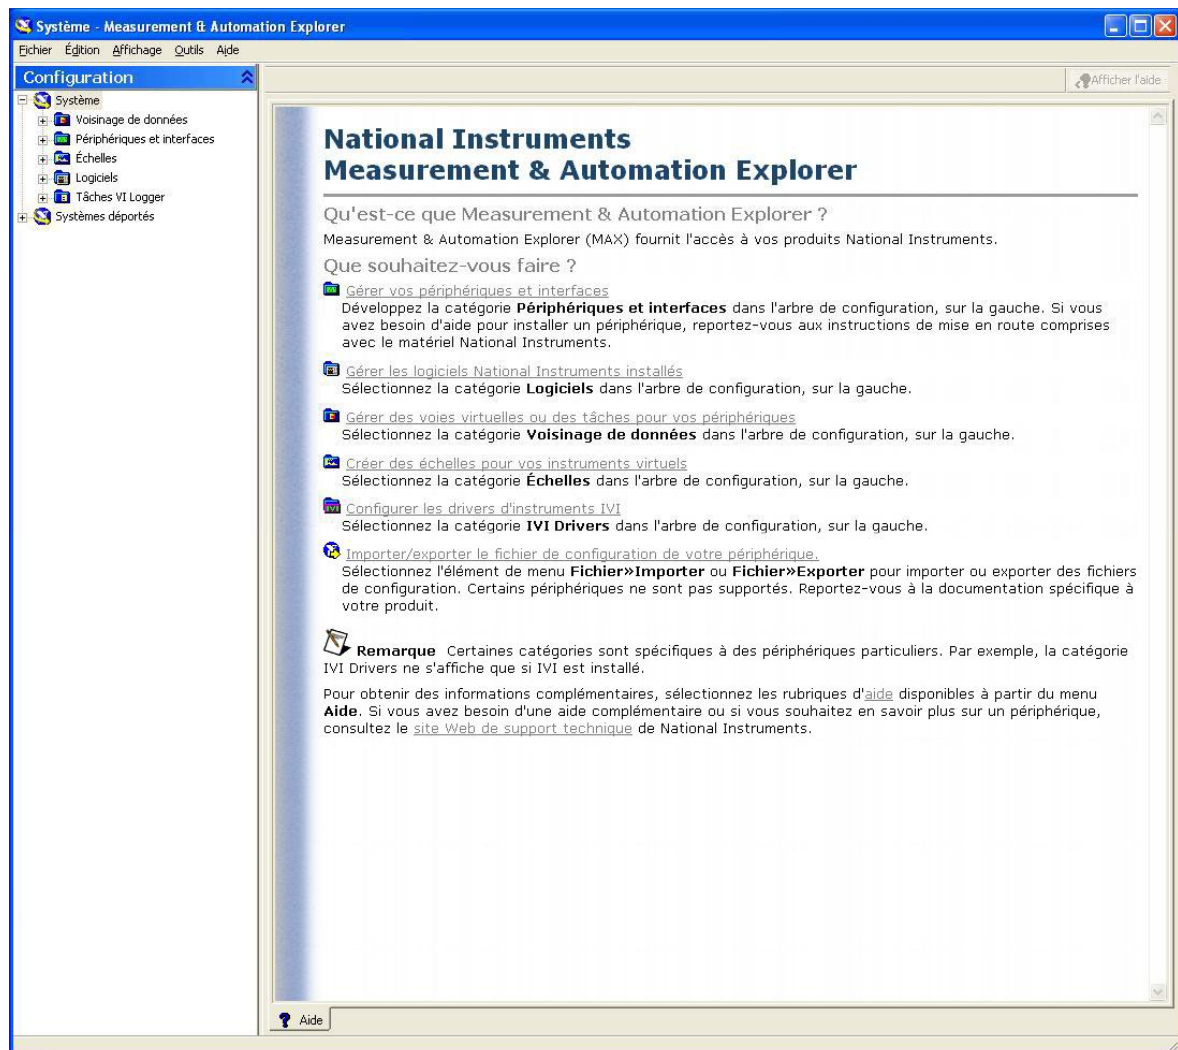 Système - Measurement & Automation Explorer
Fichier Édition Affichage Outils Aide
Configuration
Afficher l'aide
Système
Voisinage de données
Périphériques et interfaces
Échelles
Logiciels
Tâches VI Logger
Systèmes déportés
National Instruments
Measurement & Automation Explorer
Qu'est-ce que Measurement & Automation Explorer ?
Measurement & Automation Explorer (MAX) fournit l'accès à vos produits National Instruments.
Que souhaitez-vous faire ?
Gérer vos périphériques et interfaces
Développez la catégorie Périphériques et interfaces dans l'arbre de configuration, sur la gauche. Si vous
avez besoin d'aide pour installer un périphérique, reportez-vous aux instructions de mise en route comprises
avec le matériel National Instruments.
Gérer les logiciels National Instruments installés
Sélectionnez la catégorie Logiciels dans l'arbre de configuration, sur la gauche.
Gérer des voies virtuelles ou des tâches pour vos périphériques
Sélectionnez la catégorie Voisinage de données dans l'arbre de configuration, sur la gauche.
Créer des échelles pour vos instruments virtuels
Sélectionnez la catégorie Échelles dans l'arbre de configuration, sur la gauche.
IVI
Configurer les drivers d'instruments IVI
Sélectionnez la catégorie IVI Drivers dans l'arbre de configuration, sur la gauche.
Importer/exporter le fichier de configuration de votre périphérique.
Sélectionnez l'élément de menu Fichier»Importer ou Fichier»Exporter pour importer ou exporter des fichiers
de configuration. Certains périphériques ne sont pas supportés. Reportez-vous à la documentation spécifique à
votre produit.
Remarque Certaines catégories sont spécifiques à des périphériques particuliers. Par exemple, la catégorie
IVI Drivers ne s'affiche que si IVI est installé.
Pour obtenir des informations complémentaires, sélectionnez les rubriques d'aide disponibles à partir du menu
Aide. Si vous avez besoin d'une aide complémentaire ou si vous souhaitez en savoir plus sur un périphérique,
consultez le site Web de support technique de National Instruments.
Aide